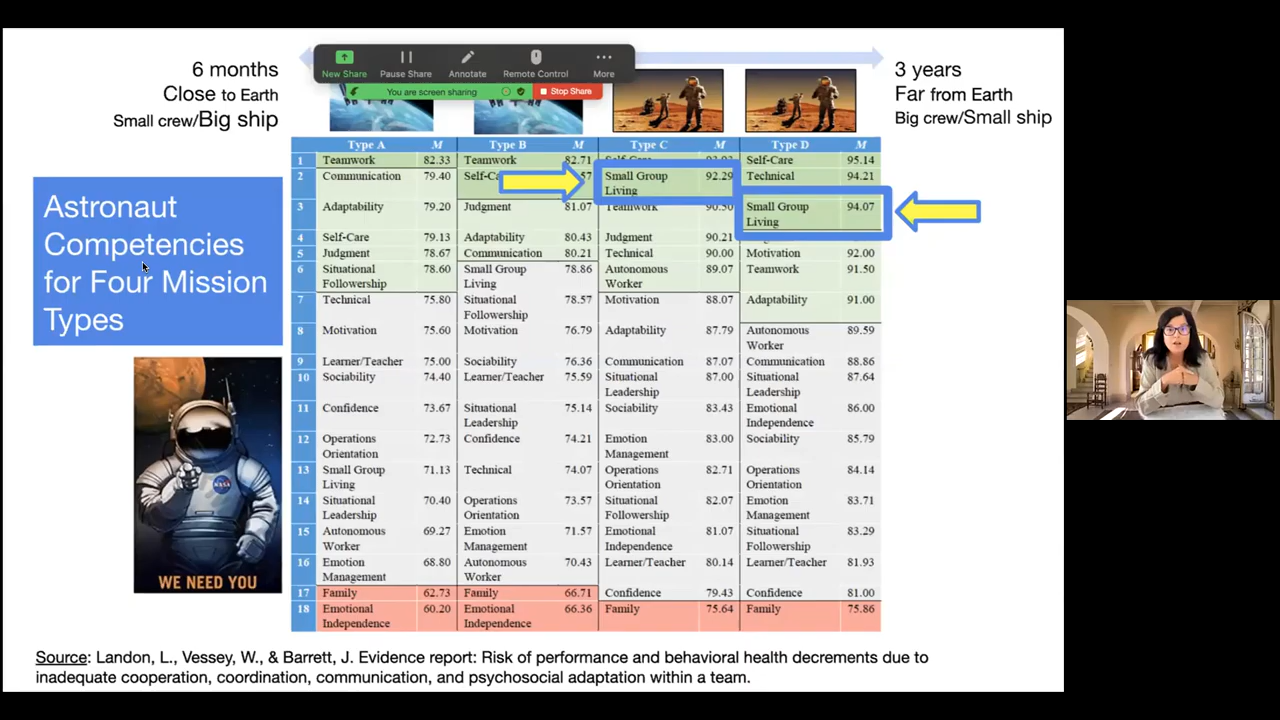 6 months
Close to Earth
Small crew/Big ship
New Share
Pause Share
Annotate
Remote Control
More
You are screen sharing
Stop Share
3 years
Far from Earth
Big crew/Small ship
Astronaut
Competencies
for Four Mission
Types
Type A M Type B M Type C M Type D M
1 Teamwork 82.33 Teamwork 82.71 Self-Care Self-Care 95.14
2 Communication 79.40 Small Group Living 92.29 Technical 94.21
3 Adaptability 79.20 Judgment 81.07 Teamwork 90.50 Small Group Living 94.07
4 Self-Care 79.13 Adaptability 80.43 Judgment 90.21
5 Judgment 78.67 Communication 80.21 Technical 90.00 Motivation 92.00
6 Situational Followership 78.60 Small Group Living 78.86 Autonomous Worker 89.07 Teamwork 91.50
7 Technical 75.80 Situational Followership 78.57 Motivation 88.07 Adaptability 91.00
8 Motivation 75.60 Motivation 76.79 Adaptability 87.79 Autonomous Worker 89.59
9 Learner/Teacher 75.00 Sociability 76.36 Communication 87.07 Communication 88.86
10 Sociability 74.40 Learner/Teacher 75.59 Situational Leadership 87.00 Situational Leadership 87.64
11 Confidence 73.67 Situational Leadership 75.14 Sociability 83.43 Emotional Independence 86.00
12 Operations Orientation 72.73 Confidence 74.21 Emotion Management 83.00 Sociability 85.79
13 Small Group Living 71.13 Technical 74.07 Operations Orientation 82.71 Operations Orientation 84.14
14 Situational Leadership 70.40 Operations Orientation 73.57 Situational Followership 82.07 Emotion Management 83.71
15 Autonomous Worker 69.27 Emotion Management 71.57 Emotional Independence 81.07 Situational Followership 83.29
16 Emotion Management 68.80 Autonomous Worker 70.43 Learner/Teacher 80.14 Learner/Teacher 81.93
17 Family 62.73 Family 66.71 Confidence 79.43 Confidence 81.00
18 Emotional Independence 60.20 Emotional Independence 66.36 Family 75.64 Family 75.86
NASA
WE NEED YOU
Source: Landon, L., Vessey, W., & Barrett, J. Evidence report: Risk of performance and behavioral health decrements due to
inadequate cooperation, coordination, communication, and psychosocial adaptation within a team.